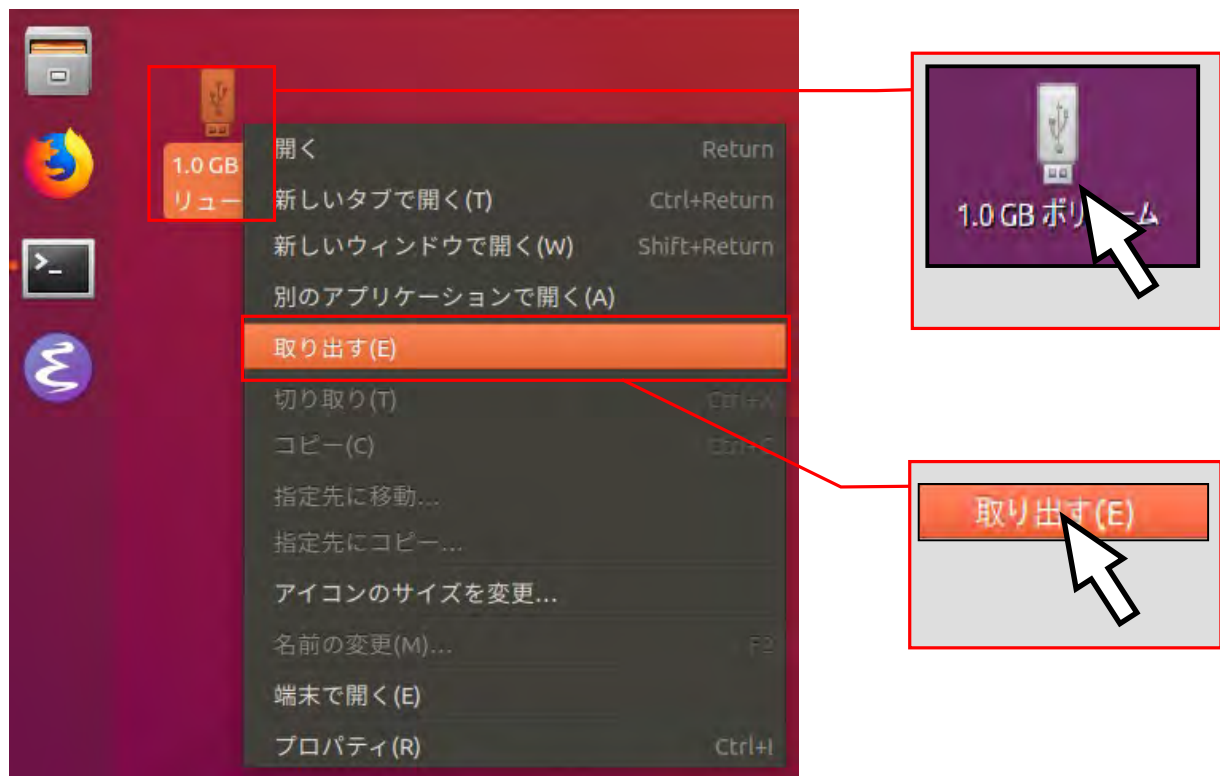 1.0 GB
リュー
開く Return
新しいタブで開く(T) Ctrl+Return
新しいウィンドウで開く(W) Shift+Return
別のアプリケーションで開く(A)
取り出す(E)
切り取り(T) Ctrl+X
コピー(C) Ctrl+C
指定先に移動...
指定先にコピー...
アイコンのサイズを変更...
名前の変更(M)... F2
端末で開く(E)
プロパティ(R) Ctrl+I
1.0 GB ボリ ーム
取り出す(E)